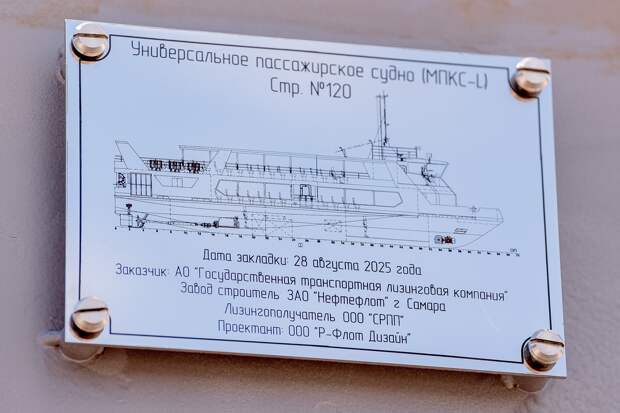 Универсальное пассажирское судно (МПКС-L)
Стр. №120
Дата закладки: 28 августа 2025 года
Заказчик: АО "Государственная транспортная лизинговая компания"
Завод строитель ЗАО "Нефтефлот" г Самара
Лизингополучатель ООО "СРПП"
Проектант: ООО "Р-Флот Дизайн"